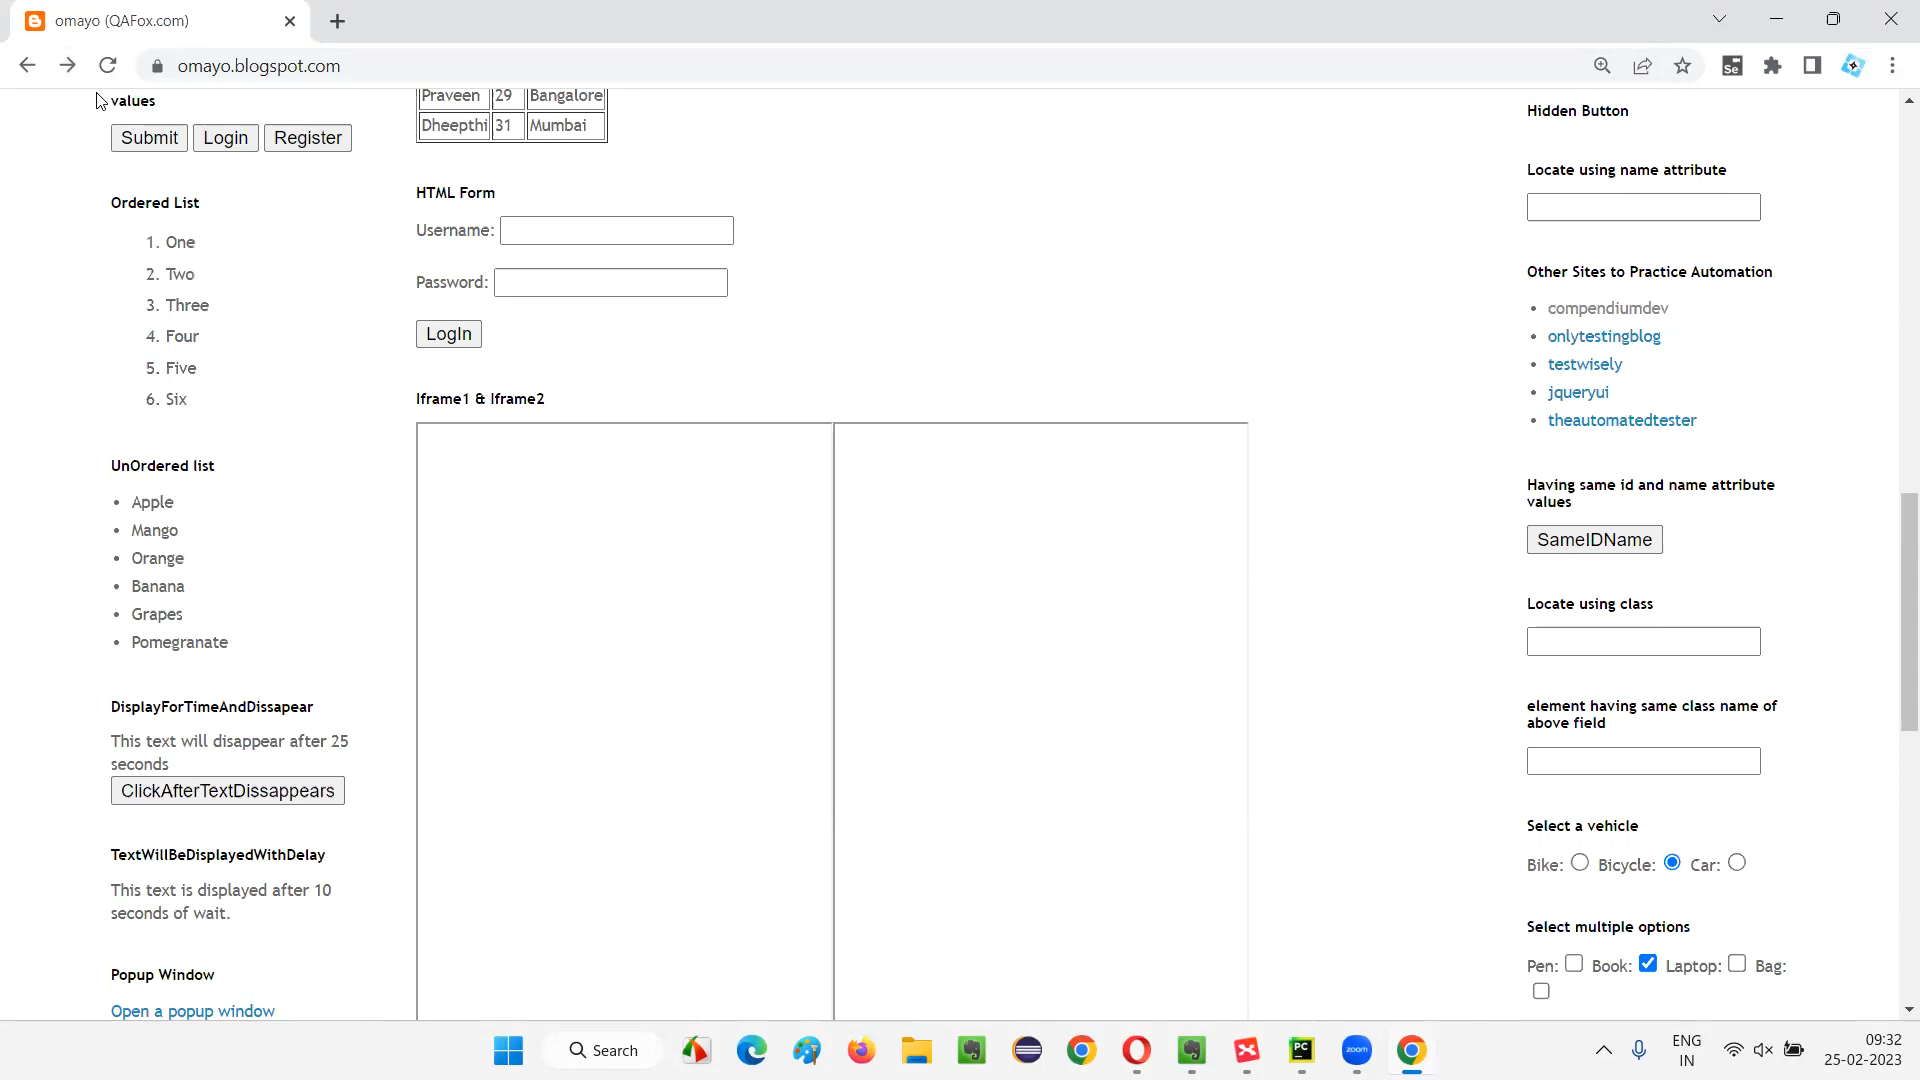 omayo (QAFox.com)
omayo.blogspot.com
Se
values
Submit Login Register
Ordered List
1. One
2. Two
3. Three
4. Four
5. Five
6. Six
UnOrdered list
• Apple
• Mango
• Orange
• Banana
• Grapes
• Pomegranate
DisplayForTimeAndDissapear
This text will disappear after 25
seconds
ClickAfterTextDissappears
TextWillBeDisplayedWithDelay
This text is displayed after 10
seconds of wait.
Popup Window
Open a popup window
Praveen 29 Bangalore
Dheepthi 31 Mumbai
HTML Form
Username:
Password:
LogIn
Iframe1 & Iframe2
Hidden Button
Locate using name attribute
Other Sites to Practice Automation
• compendiumdev
• onlytestingblog
• testwisely
• jqueryui
• theautomatedtester
Having same id and name attribute
values
SameIDName
Locate using class
element having same class name of
above field
Select a vehicle
Bike: Bicycle: Car:
Select multiple options
Pen: Book: Laptop: Bag:
Search
PC
zoom
ENG
IN
09:32
25-02-2023